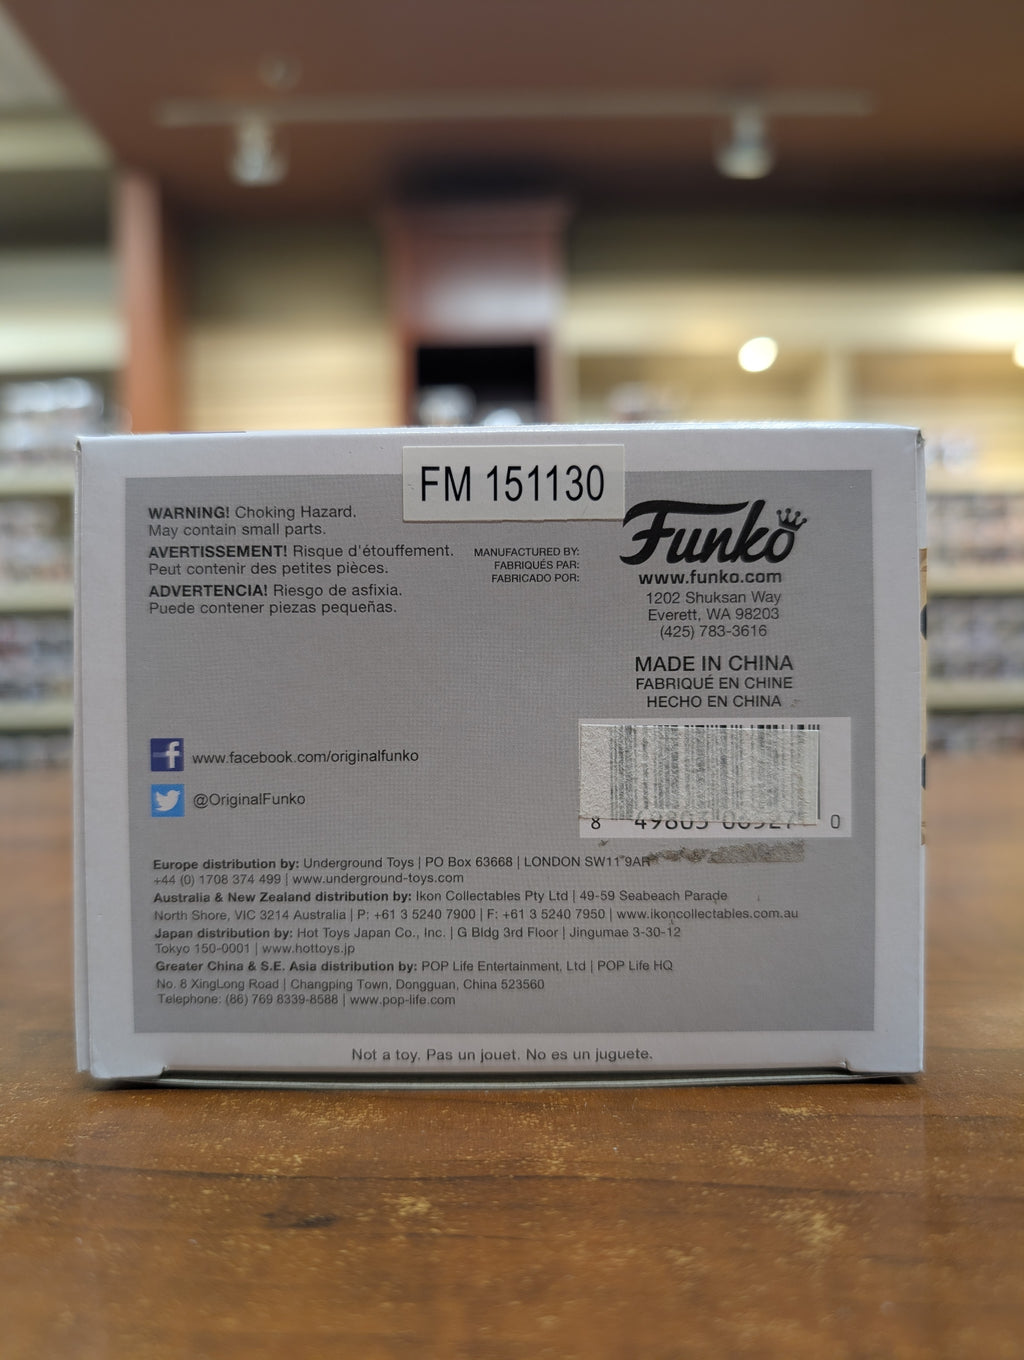 FM 151130
WARNING! Choking Hazard.
May contain small parts.
AVERTISSEMENT! Risque d'étouffement.
Peut contenir des petites pièces.
ADVERTENCIA! Riesgo de asfixia.
Puede contener piezas pequeñas.
MANUFACTURED BY:
FABRIQUÉS PAR:
FABRICADO POR:
Funko
www.funko.com
1202 Shuksan Way
Everett, WA 98203
(425) 783-3616
MADE IN CHINA
FABRIQUÉ EN CHINE
HECHO EN CHINA
www.facebook.com/originalfunko
@OriginalFunko
8 49803 06927 0
Europe distribution by: Underground Toys | PO Box 63668 | LONDON SW11 9AR
+44 (0) 1708 374 499 | www.underground-toys.com
Australia & New Zealand distribution by: Ikon Collectables Pty Ltd | 49-59 Seabeach Parade
North Shore, VIC 3214 Australia | P: +61 3 5240 7900 | F: +61 3 5240 7950 | www.ikoncollectables.com.au
Japan distribution by: Hot Toys Japan Co., Inc. | G Bldg 3rd Floor | Jingumae 3-30-12
Tokyo 150-0001 | www.hottoys.jp
Greater China & S.E. Asia distribution by: POP Life Entertainment, Ltd | POP Life HQ
No. 8 XingLong Road | Changping Town, Dongguan, China 523560
Telephone: (86) 769 8339-8588 | www.pop-life.com
Not a toy. Pas un jouet. No es un juguete.